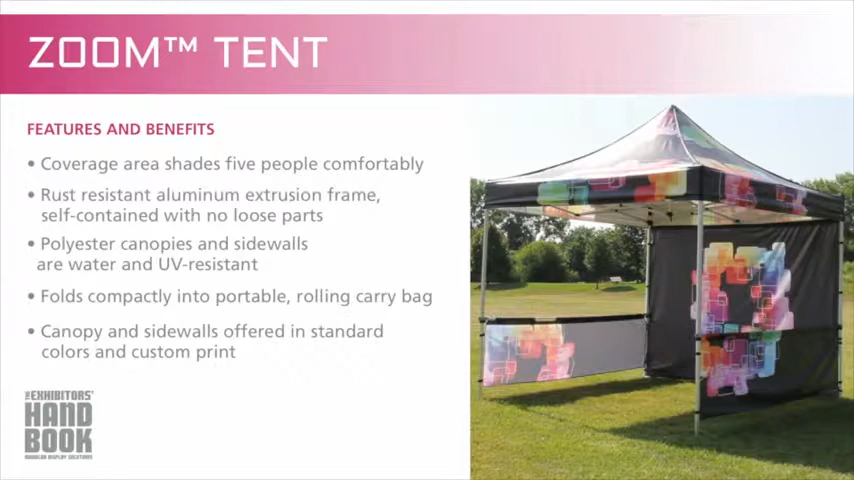 ZOOM™ TENT
FEATURES AND BENEFITS
• Coverage area shades five people comfortably
• Rust resistant aluminum extrusion frame,
self-contained with no loose parts
• Polyester canopies and sidewalls
are water and UV-resistant
• Folds compactly into portable, rolling carry bag
• Canopy and sidewalls offered in standard
colors and custom print
THE EXHIBITORS'
HAND
BOOK
DISPLAY SOLUTIONS